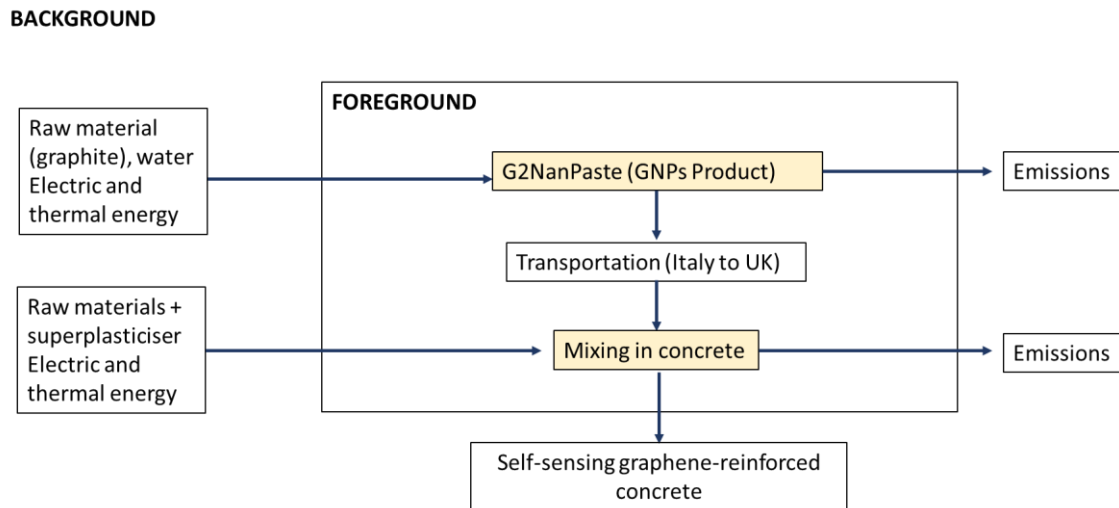 BACKGROUND
FOREGROUND
Raw material
(graphite), water
Electric and
thermal energy
G2NanPaste (GNPs Product)
Emissions
Transportation (Italy to UK)
Raw materials +
superplasticiser
Electric and
thermal energy
Mixing in concrete
Emissions
Self-sensing graphene-reinforced
concrete